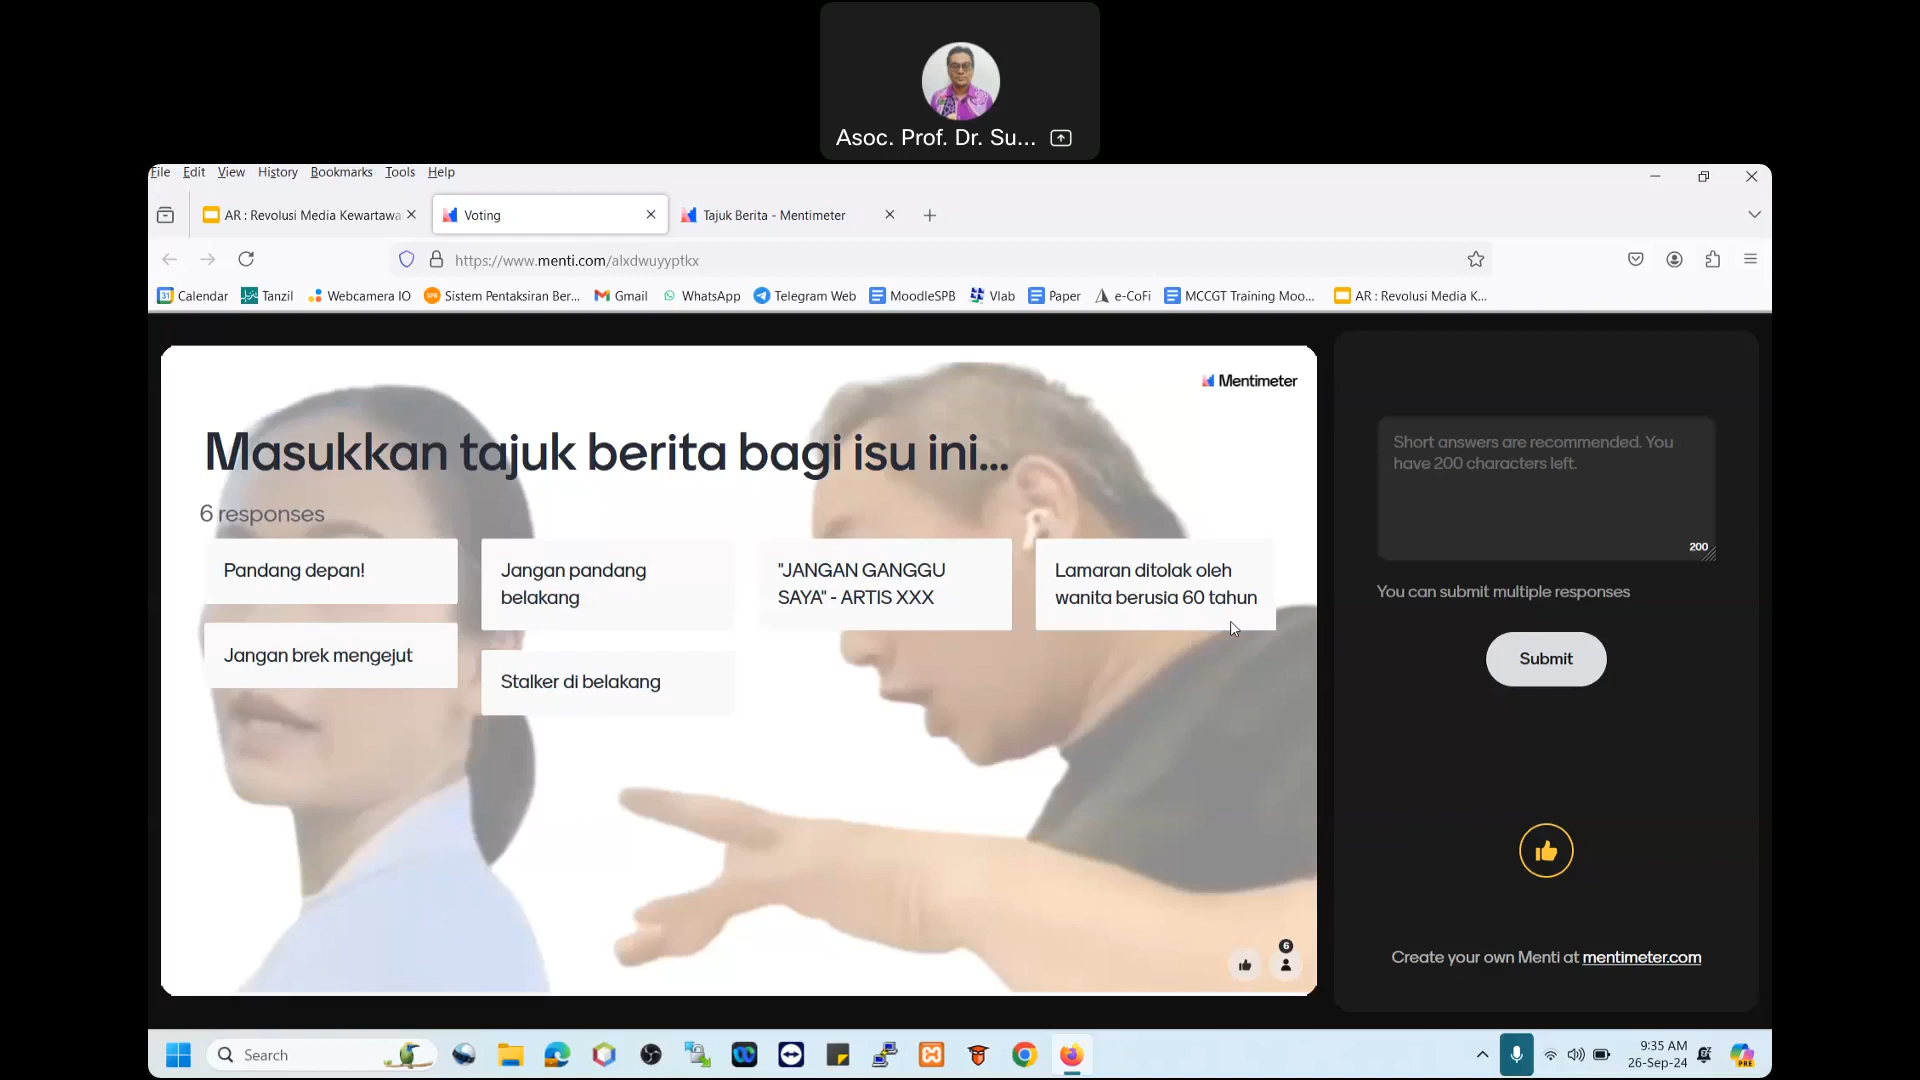 Asoc. Prof. Dr. Su...
File Edit View History Bookmarks Tools Help
AR : Revolusi Media Kewartawa
Voting
Tajuk Berita - Mentimeter
https://www.menti.com/alxdwuyyptkx
31 Calendar
Tanzil
Webcamera IO
Sistem Pentaksiran Ber...
Gmail
WhatsApp
Telegram Web
MoodleSPB
Vlab
Paper
e-CoFi
MCCGT Training Moo...
AR : Revolusi Media K...
Mentimeter
Masukkan tajuk berita bagi isu ini...
6 responses
Pandang depan!
Jangan brek mengejut
Jangan pandang
belakang
Stalker di belakang
"JANGAN GANGGU
SAYA" - ARTIS XXX
Lamaran ditolak oleh
wanita berusia 60 tahun
6
Short answers are recommended. You
have 200 characters left.
200
You can submit multiple responses
Submit
Create your own Menti at mentimeter.com
Search
9:35 AM
26-Sep-24
PRE